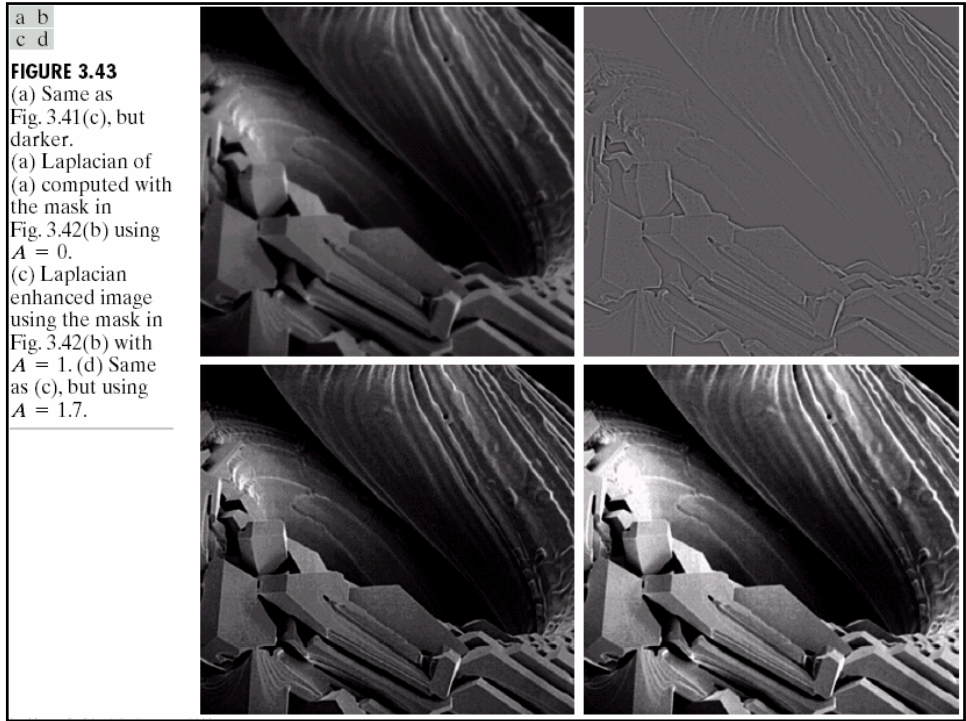 a b
c d
FIGURE 3.43
(a) Same as
Fig. 3.41(c), but
darker.
(a) Laplacian of
(a) computed with
the mask in
Fig. 3.42(b) using
A = 0.
(c) Laplacian
enhanced image
using the mask in
Fig. 3.42(b) with
A = 1. (d) Same
as (c), but using
A = 1.7.